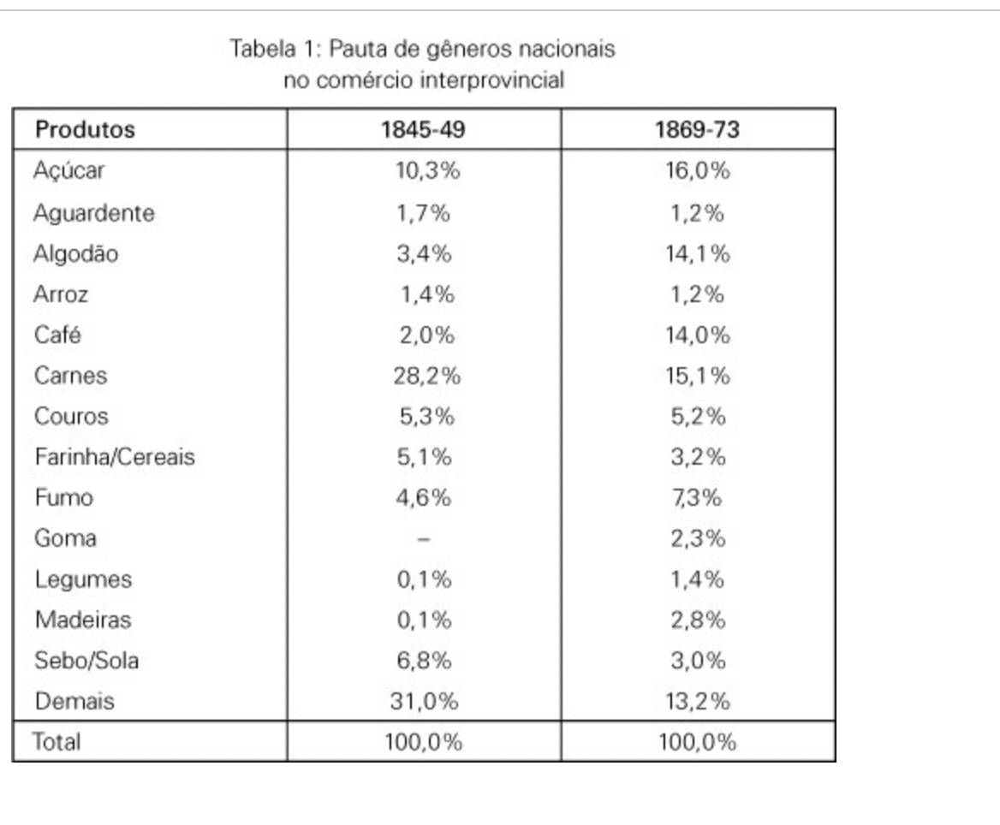 Tabela 1: Pauta de gêneros nacionais
no comércio interprovincial
Produtos 1845-49 1869-73
Açúcar 10,3% 16,0%
Aguardente 1,7% 1,2%
Algodão 3,4% 14,1%
Arroz 1,4% 1,2%
Café 2,0% 14,0%
Carnes 28,2% 15,1%
Couros 5,3% 5,2%
Farinha/Cereais 5,1% 3,2%
Fumo 4,6% 7,3%
Goma – 2,3%
Legumes 0,1% 1,4%
Madeiras 0,1% 2,8%
Sebo/Sola 6,8% 3,0%
Demais 31,0% 13,2%
Total 100,0% 100,0%